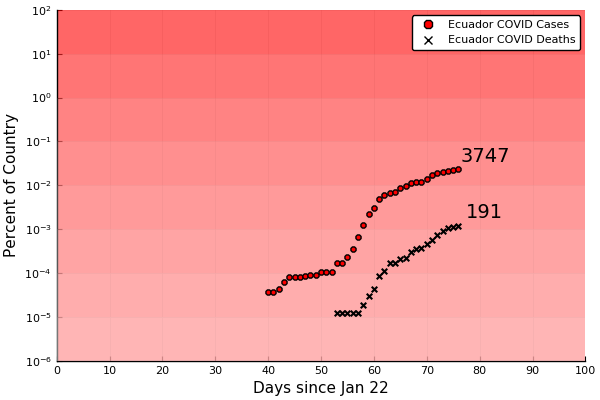 Ecuador COVID Cases
Ecuador COVID Deaths
Percent of Country
10²
10¹
10⁰
10⁻¹
10⁻²
10⁻³
10⁻⁴
10⁻⁵
10⁻⁶
3747
191
0 10 20 30 40 50 60 70 80 90 100
Days since Jan 22